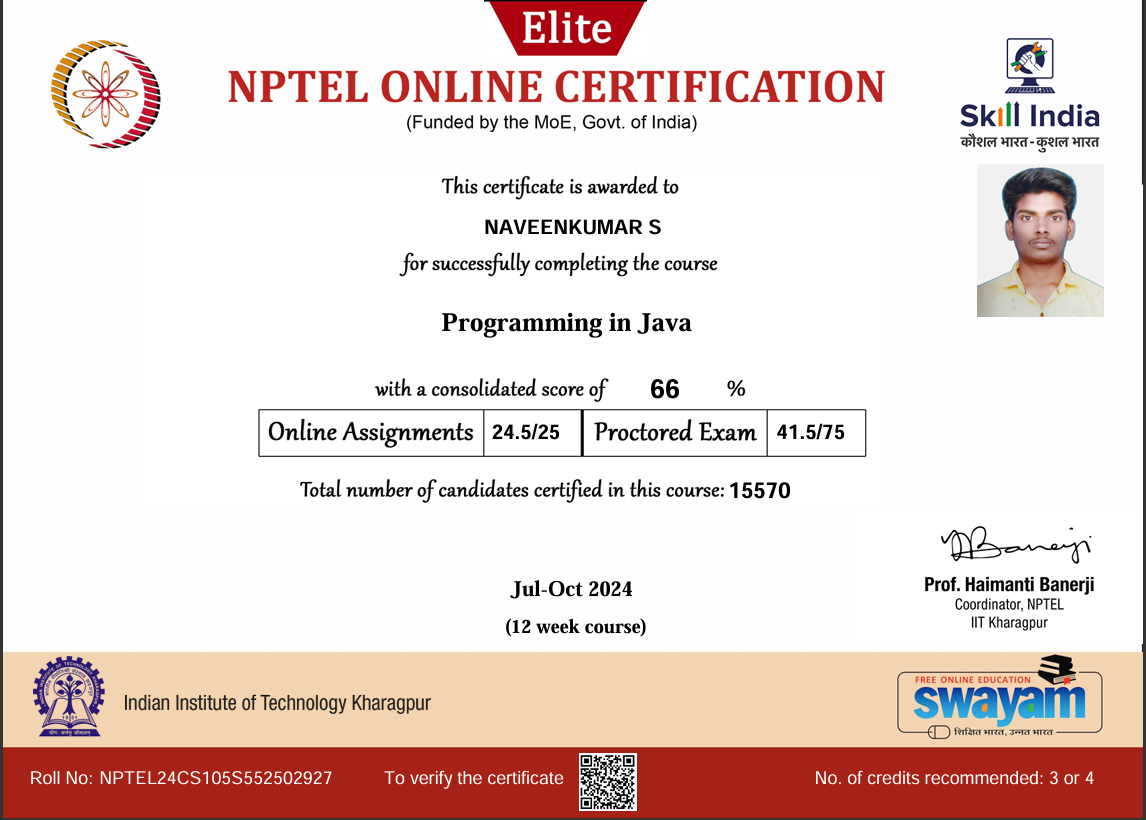 Elite
NPTEL ONLINE CERTIFICATION
(Funded by the MoE, Govt. of India)
Skill India
कौशल भारत - कुशल भारत
This certificate is awarded to
NAVEENKUMAR S
for successfully completing the course
Programming in Java
with a consolidated score of 66 %
Online Assignments 24.5/25 Proctored Exam 41.5/75
Total number of candidates certified in this course: 15570
Jul-Oct 2024
(12 week course)
Prof. Haimanti Banerji
Coordinator, NPTEL
IIT Kharagpur
Indian Institute of Technology Kharagpur
1951
FREE ONLINE EDUCATION
swayam
शिक्षित भारत, उन्नत भारत
Roll No: NPTEL24CS105S552502927 To verify the certificate No. of credits recommended: 3 or 4